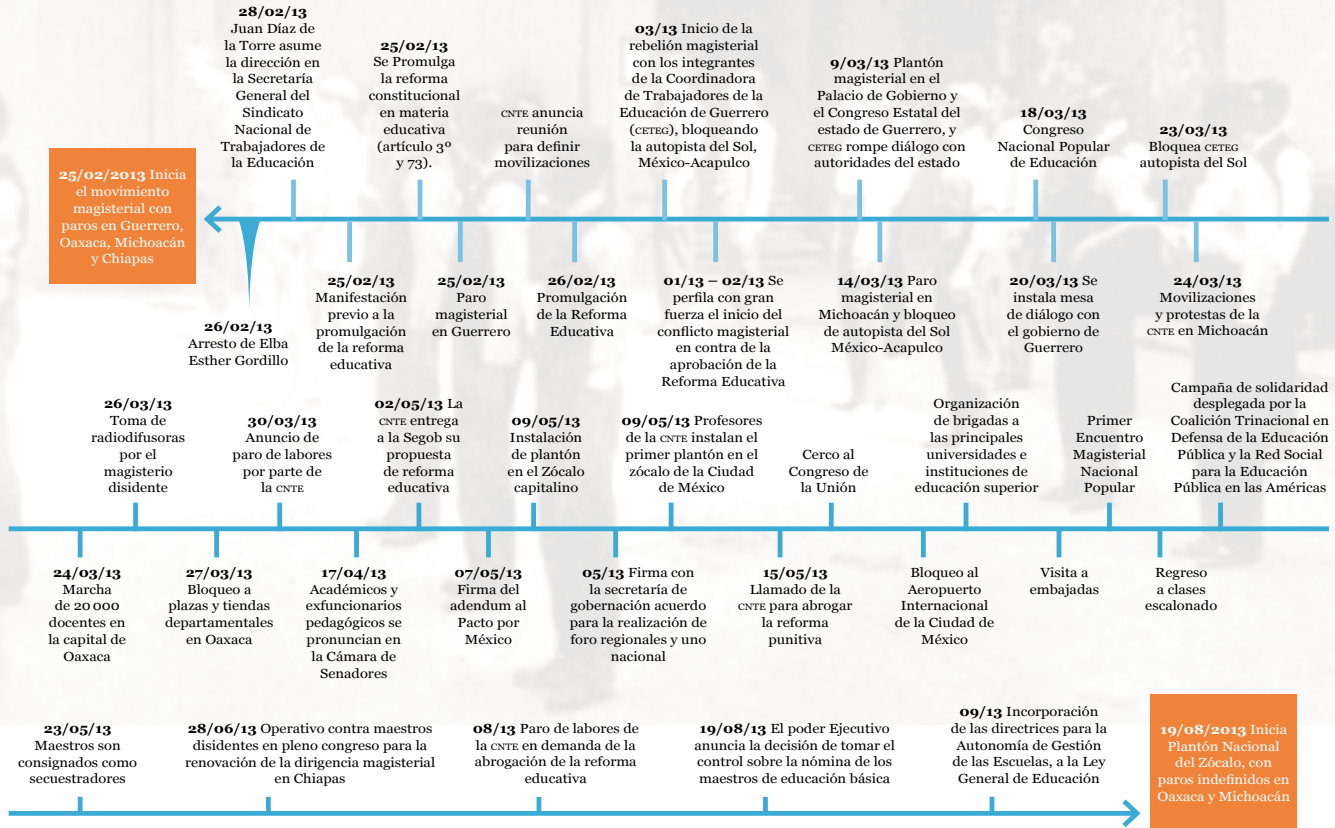 28/02/13
Juan Díaz de
la Torre asume
la dirección en
la Secretaría
General del
Sindicato
Nacional de
Trabajadores de
la Educación
25/02/13
Se Promulga
la reforma
constitucional
en materia
educativa
(artículo 3º
y 73).
CNTE anuncia
reunión
para definir
movilizaciones
03/13 Inicio de la
rebelión magisterial
con los integrantes
de la Coordinadora
de Trabajadores de la
Educación de Guerrero
(CETEG), bloqueando
la autopista del Sol,
México-Acapulco
9/03/13 Plantón
magisterial en el
Palacio de Gobierno y
el Congreso Estatal del
estado de Guerrero, y
CETEG rompe diálogo con
autoridades del estado
18/03/13
Congreso
Nacional Popular
de Educación
23/03/13
Bloquea CETEG
autopista del Sol
25/02/2013 Inicia
el movimiento
magisterial con
paros en Guerrero,
Oaxaca, Michoacán
y Chiapas
26/02/13
Arresto de Elba
Esther Gordillo
25/02/13
Manifestación
previo a la
promulgación
de la reforma
educativa
25/02/13
Paro
magisterial
en Guerrero
26/02/13
Promulgación
de la Reforma
Educativa
01/13 – 02/13 Se
perfila con gran
fuerza el inicio del
conflicto magisterial
en contra de la
aprobación de la
Reforma Educativa
14/03/13 Paro
magisterial en
Michoacán y bloqueo
de autopista del Sol
México-Acapulco
20/03/13 Se
instala mesa
de diálogo con
el gobierno de
Guerrero
24/03/13
Movilizaciones
y protestas de la
CNTE en Michoacán
26/03/13
Toma de
radiodifusoras
por el
magisterio
disidente
30/03/13
Anuncio de
paro de labores
por parte de
la CNTE
02/05/13 La
CNTE entrega
a la Segob su
propuesta
de reforma
educativa
09/05/13
Instalación
de plantón
en el Zócalo
capitalino
09/05/13 Profesores
de la CNTE instalan el
primer plantón en el
zócalo de la Ciudad
de México
Cerco al
Congreso de
la Unión
Organización
de brigadas a
las principales
universidades e
instituciones de
educación superior
Primer
Encuentro
Magisterial
Nacional
Popular
Campaña de solidaridad
desplegada por la
Coalición Trinacional en
Defensa de la Educación
Pública y la Red Social
para la Educación
Pública en las Américas
24/03/13
Marcha
de 20 000
docentes en
la capital de
Oaxaca
27/03/13
Bloqueo a
plazas y tiendas
departamentales
en Oaxaca
17/04/13
Académicos y
exfuncionarios
pedagógicos se
pronuncian en
la Cámara de
Senadores
07/05/13
Firma del
adendum al
Pacto por
México
05/13 Firma con
la secretaría de
gobernación acuerdo
para la realización de
foro regionales y uno
nacional
15/05/13
Llamado de la
CNTE para abrogar
la reforma
punitiva
Bloqueo al
Aeropuerto
Internacional
de la Ciudad de
México
Visita a
embajadas
Regreso
a clases
escalonado
23/05/13
Maestros son
consignados como
secuestradores
28/06/13 Operativo contra maestros
disidentes en pleno congreso para la
renovación de la dirigencia magisterial
en Chiapas
08/13 Paro de labores de
la CNTE en demanda de la
abrogación de la reforma
educativa
19/08/13 El poder Ejecutivo
anuncia la decisión de tomar el
control sobre la nómina de los
maestros de educación básica
09/13 Incorporación
de las directrices para la
Autonomía de Gestión
de las Escuelas, a la Ley
General de Educación
19/08/2013 Inicia
Plantón Nacional
del Zócalo, con
paros indefinidos en
Oaxaca y Michoacán